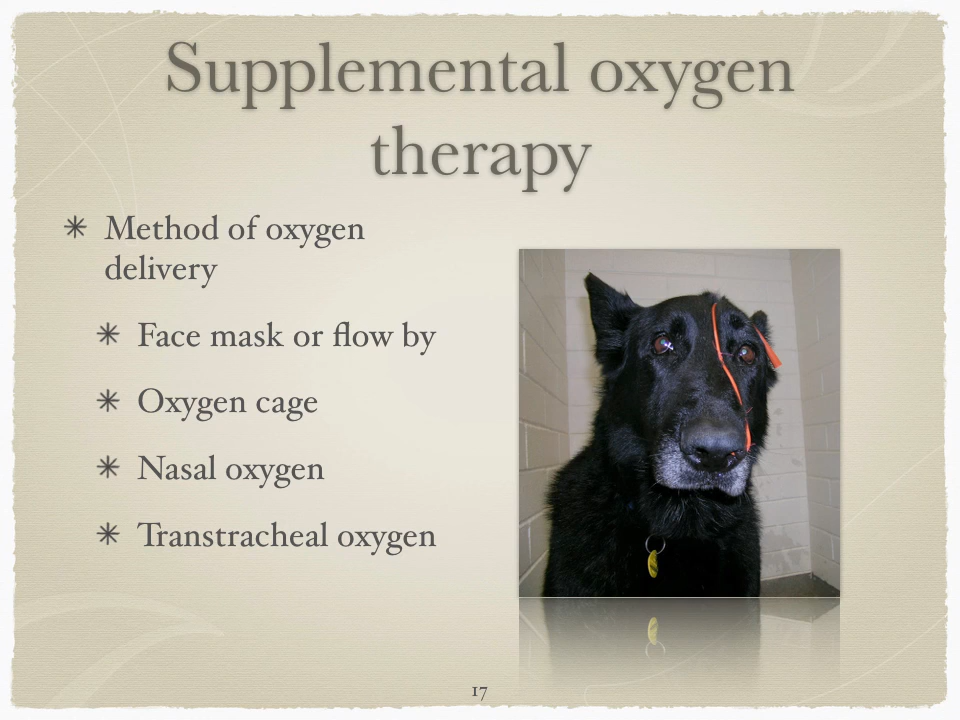 Supplemental oxygen
therapy
✴ Method of oxygen
delivery
✴ Face mask or flow by
✴ Oxygen cage
✴ Nasal oxygen
✴ Transtracheal oxygen
17